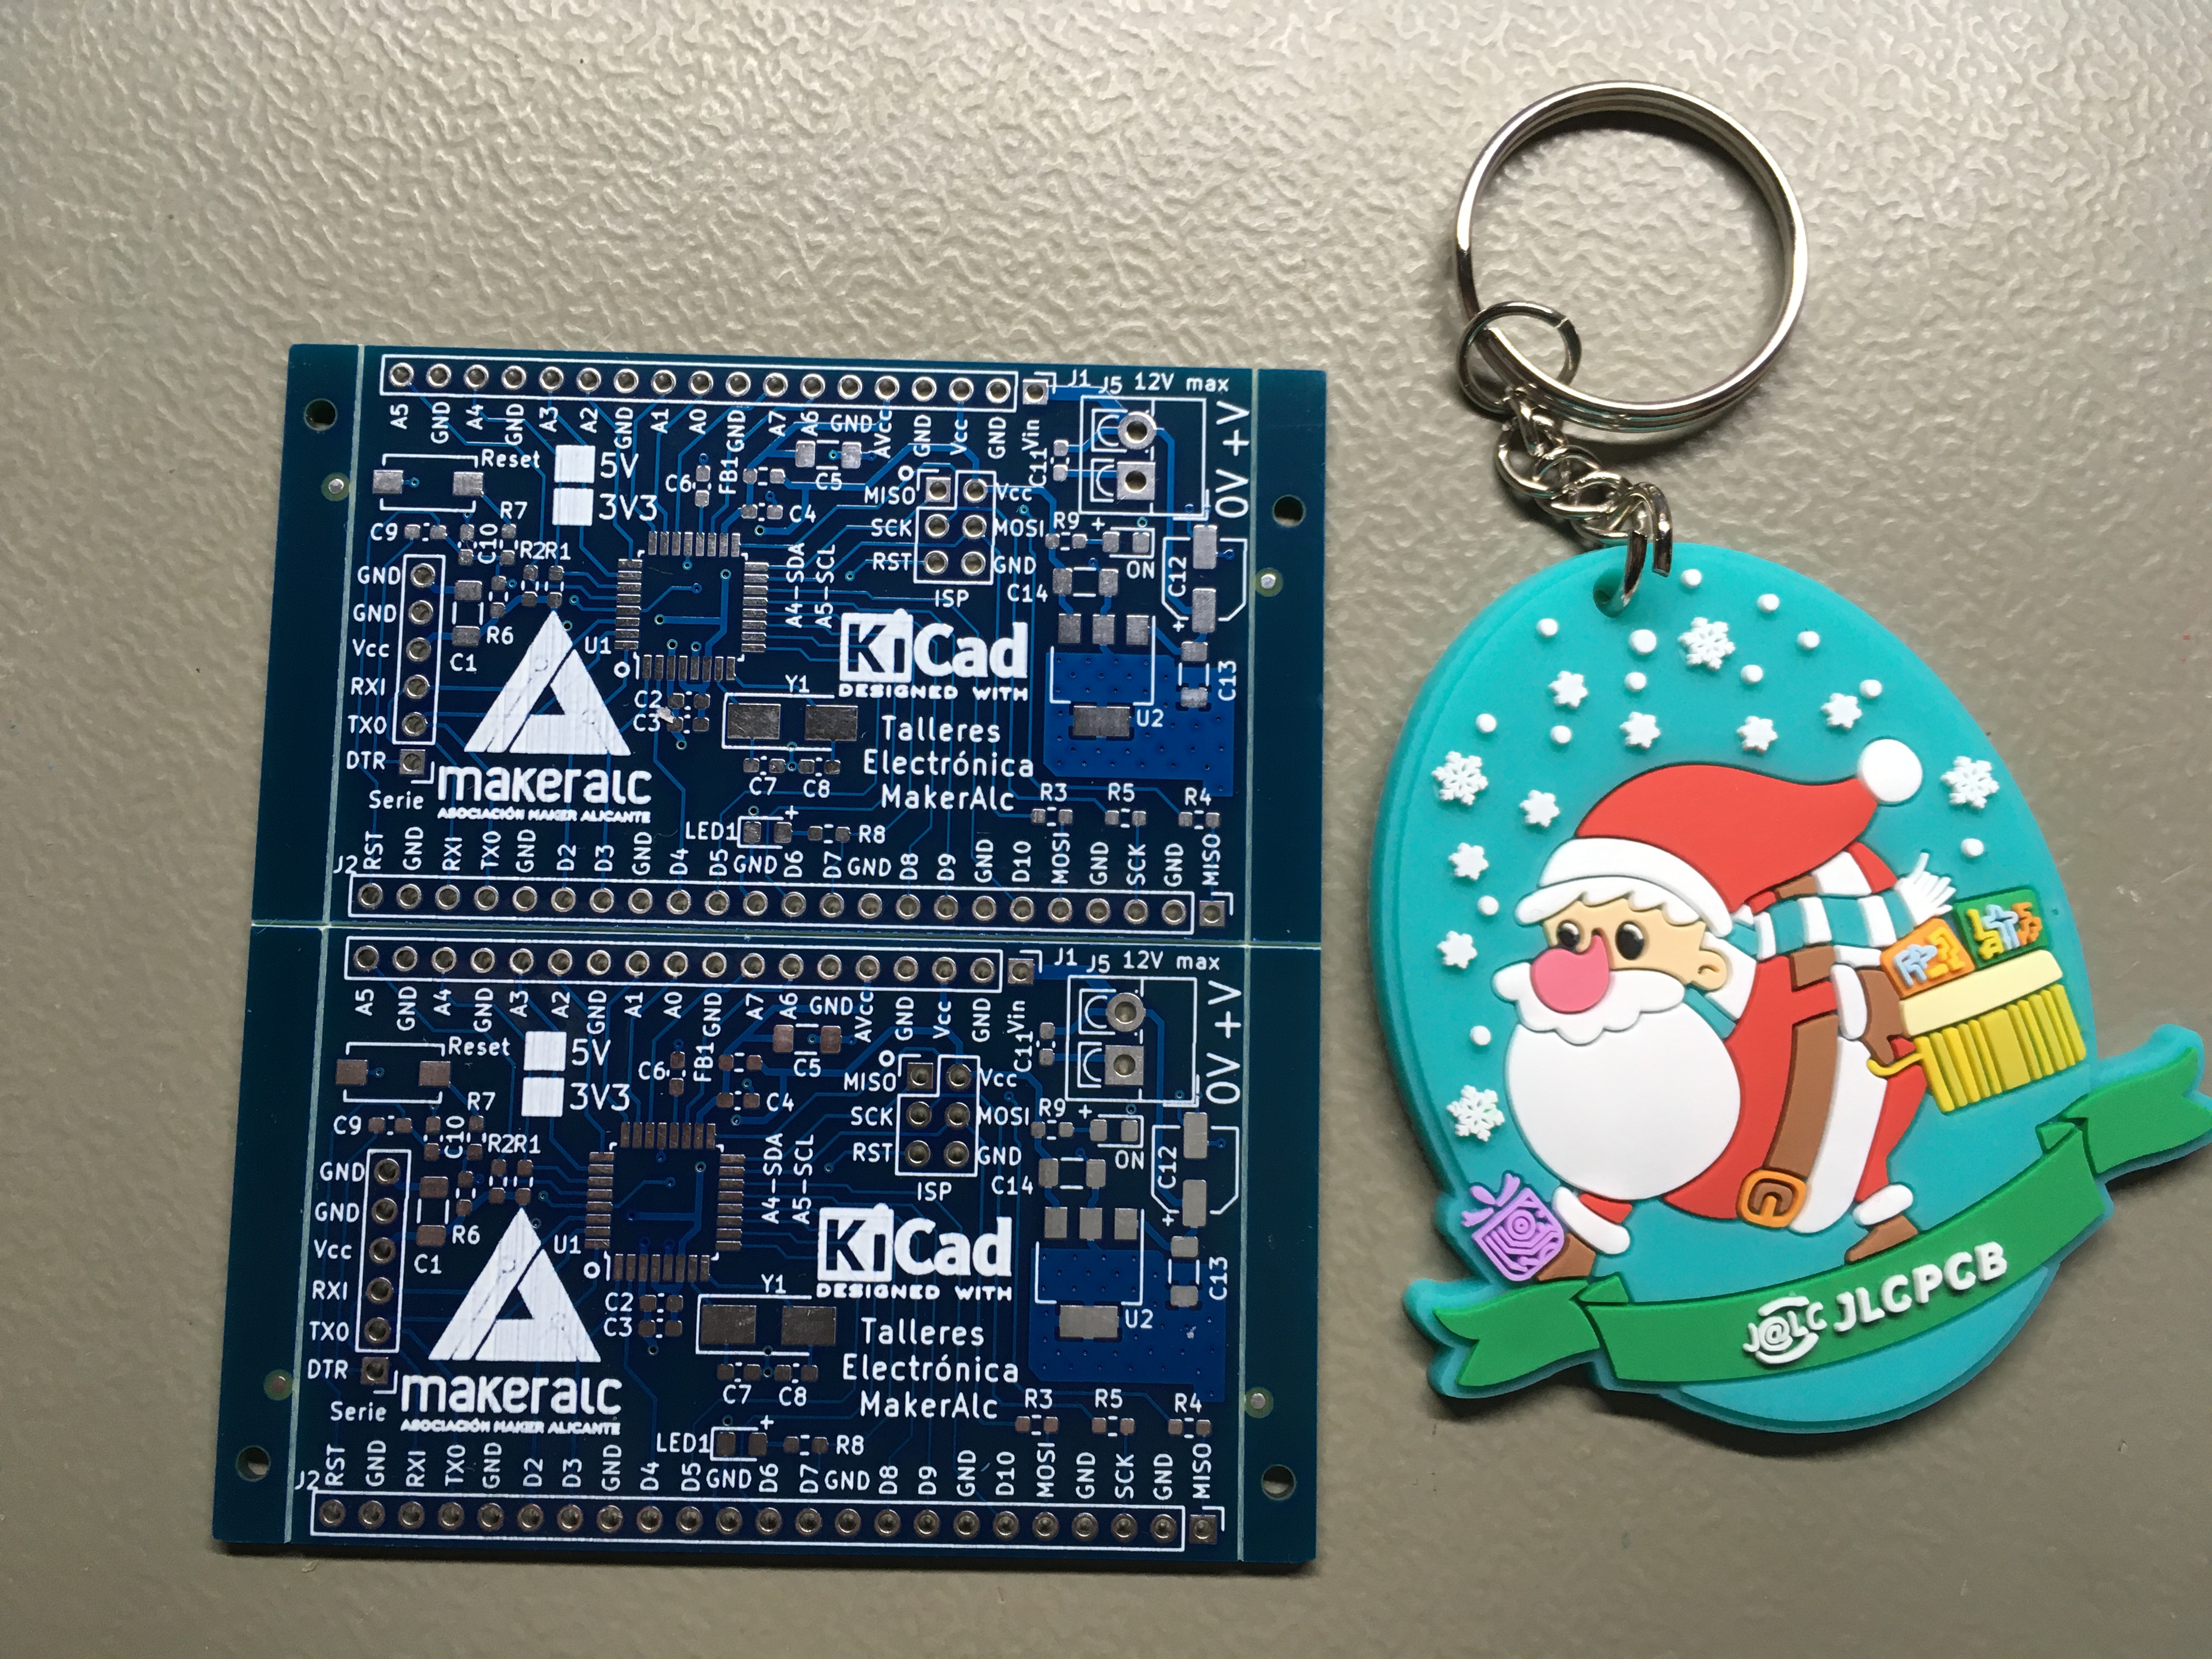 J1 J5 12V max
A5 GND A4 GND A3 A2 GND A1 A0 GND A7 A6 GND AVcc GND Vcc GND Vin
0V +V
Reset
5V
3V3
C6 FB1 C5 C4 C11
MISO Vcc
SCK MOSI
RST GND
ISP
R9 +
ON
C12
+
C14
C13
U2
C9 C10 R7
R2 R1
R6
C1
A4-SDA
A5-SCL
GND
GND
Vcc
RXI
TXO
DTR
Serie
U1
C2
C3
Y1
C7 C8
KiCad
DESIGNED WITH
makeralc
ASOCIACIÓN MAKER ALICANTE
Talleres
Electrónica
MakerAlc
R3 R5 R4
LED1 + R8
J2 RST GND RXI TXO GND D2 D3 GND D4 D5 GND D6 D7 GND D8 D9 GND D10 MOSI GND SCK GND MISO
J1 J5 12V max
A5 GND A4 GND A3 A2 GND A1 A0 GND A7 A6 GND AVcc GND Vcc GND Vin
0V +V
Reset
5V
3V3
C6 FB1 C5 C4 C11
MISO Vcc
SCK MOSI
RST GND
ISP
R9 +
ON
C12
+
C14
C13
U2
C9 C10 R7
R2 R1
R6
C1
A4-SDA
A5-SCL
GND
GND
Vcc
RXI
TXO
DTR
Serie
U1
C2
C3
Y1
C7 C8
KiCad
DESIGNED WITH
makeralc
ASOCIACIÓN MAKER ALICANTE
Talleres
Electrónica
MakerAlc
R3 R5 R4
LED1 + R8
J2 RST GND RXI TXO GND D2 D3 GND D4 D5 GND D6 D7 GND D8 D9 GND D10 MOSI GND SCK GND MISO
J@LC JLCPCB